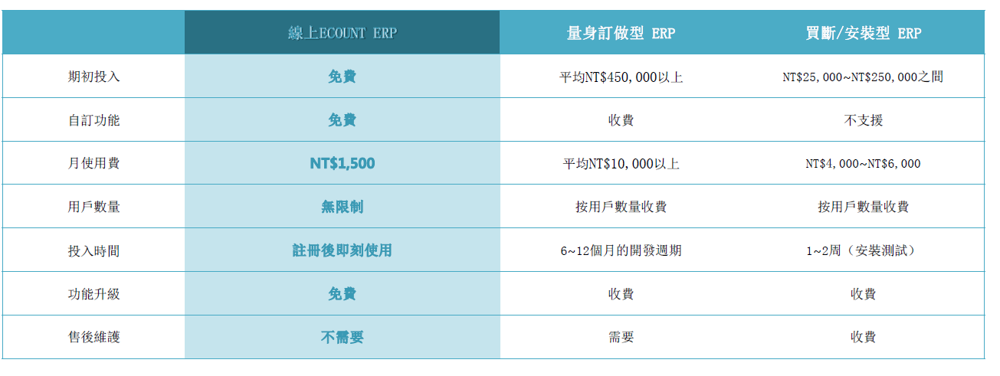 線上ECOUNT ERP 量身訂做型 ERP 買斷/安裝型 ERP
期初投入 免費 平均NT$450,000以上 NT$25,000~NT$250,000之間
自訂功能 免費 收費 不支援
月使用費 NT$1,500 平均NT$10,000以上 NT$4,000~NT$6,000
用戶數量 無限制 按用戶數量收費 按用戶數量收費
投入時間 註冊後即刻使用 6~12個月的開發週期 1~2周（安裝測試）
功能升級 免費 收費 收費
售後維護 不需要 需要 收費